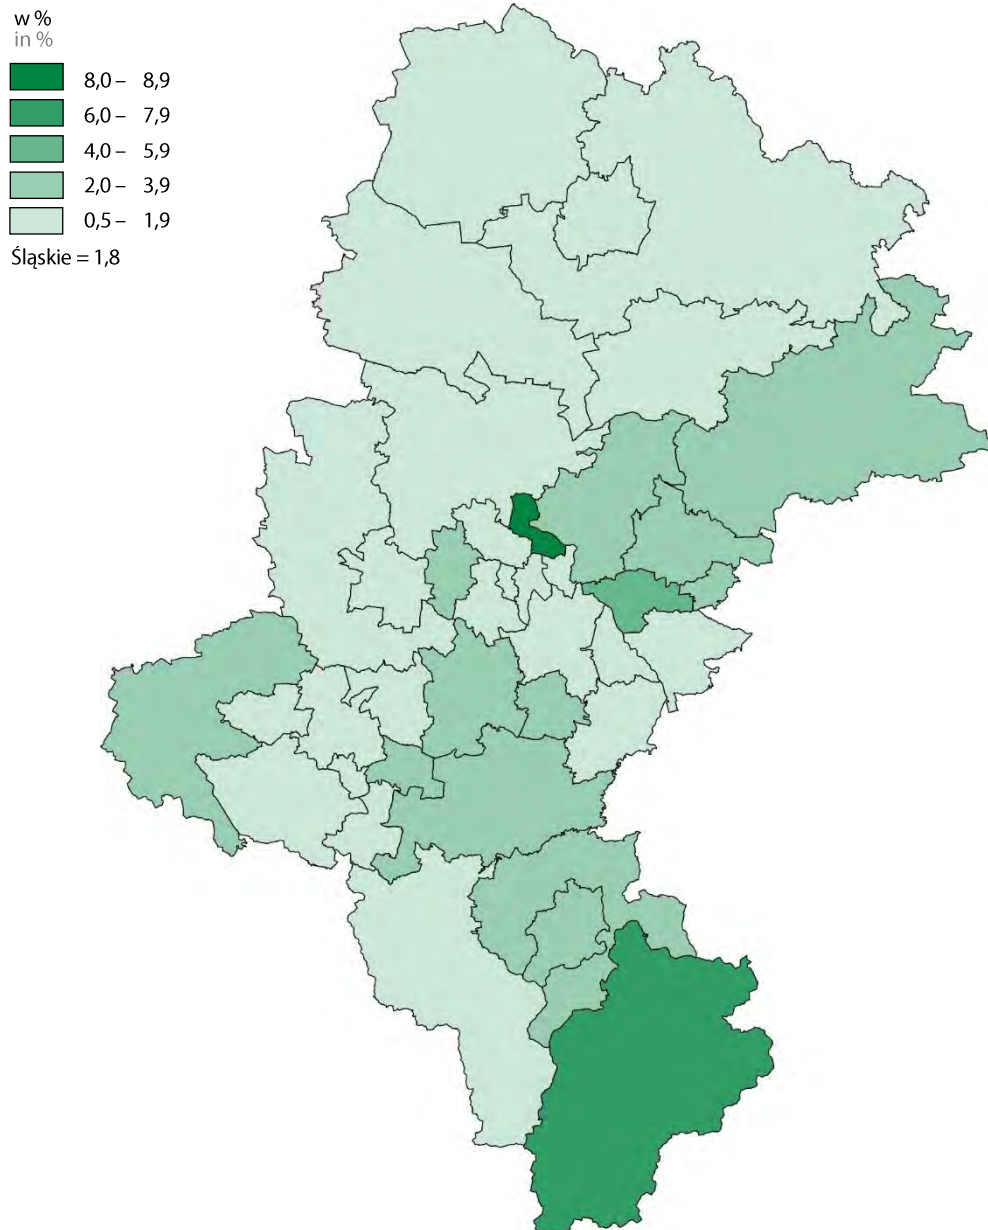 w %
in %
8,0 – 8,9
6,0 – 7,9
4,0 – 5,9
2,0 – 3,9
0,5 – 1,9
Śląskie = 1,8